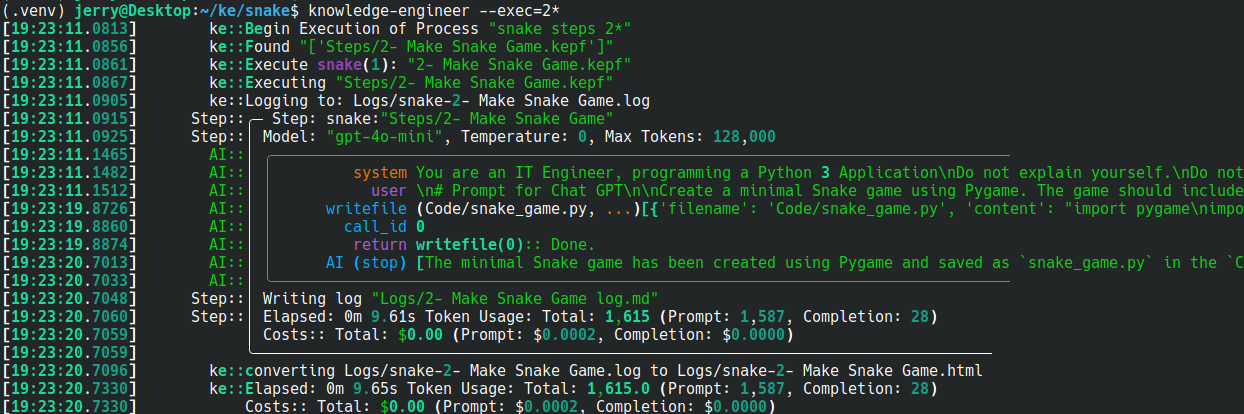 (.venv) jerry@Desktop:~/ke/snake$ knowledge-engineer --exec=2*
[19:23:11.0813] ke::Begin Execution of Process "snake steps 2*"
[19:23:11.0856] ke::Found "['Steps/2- Make Snake Game.kepf']"
[19:23:11.0861] ke::Execute snake(1): "2- Make Snake Game.kepf"
[19:23:11.0867] ke::Executing "Steps/2- Make Snake Game.kepf"
[19:23:11.0905] ke::Logging to: Logs/snake-2- Make Snake Game.log
[19:23:11.0915] Step:: Step: snake:"Steps/2- Make Snake Game"
[19:23:11.0925] Step:: Model: "gpt-4o-mini", Temperature: 0, Max Tokens: 128,000
[19:23:11.1465] AI::
[19:23:11.1482] AI:: system You are an IT Engineer, programming a Python 3 Application\nDo not explain yourself.\nDo not
[19:23:11.1512] AI:: user \n# Prompt for Chat GPT\n\nCreate a minimal Snake game using Pygame. The game should include
[19:23:19.8726] AI:: writefile (Code/snake_game.py, ...)[{'filename': 'Code/snake_game.py', 'content': "import pygame\nimpo
[19:23:19.8860] AI:: call_id 0
[19:23:19.8874] AI:: return writefile(0):: Done.
[19:23:20.7013] AI:: AI (stop) [The minimal Snake game has been created using Pygame and saved as `snake_game.py` in the `C
[19:23:20.7033] AI::
[19:23:20.7048] Step:: Writing log "Logs/2- Make Snake Game log.md"
[19:23:20.7060] Step:: Elapsed: 0m 9.61s Token Usage: Total: 1,615 (Prompt: 1,587, Completion: 28)
[19:23:20.7059] Costs:: Total: $0.00 (Prompt: $0.0002, Completion: $0.0000)
[19:23:20.7059]
[19:23:20.7096] ke::converting Logs/snake-2- Make Snake Game.log to Logs/snake-2- Make Snake Game.html
[19:23:20.7330] ke::Elapsed: 0m 9.65s Token Usage: Total: 1,615.0 (Prompt: 1,587, Completion: 28)
[19:23:20.7330] Costs:: Total: $0.00 (Prompt: $0.0002, Completion: $0.0000)